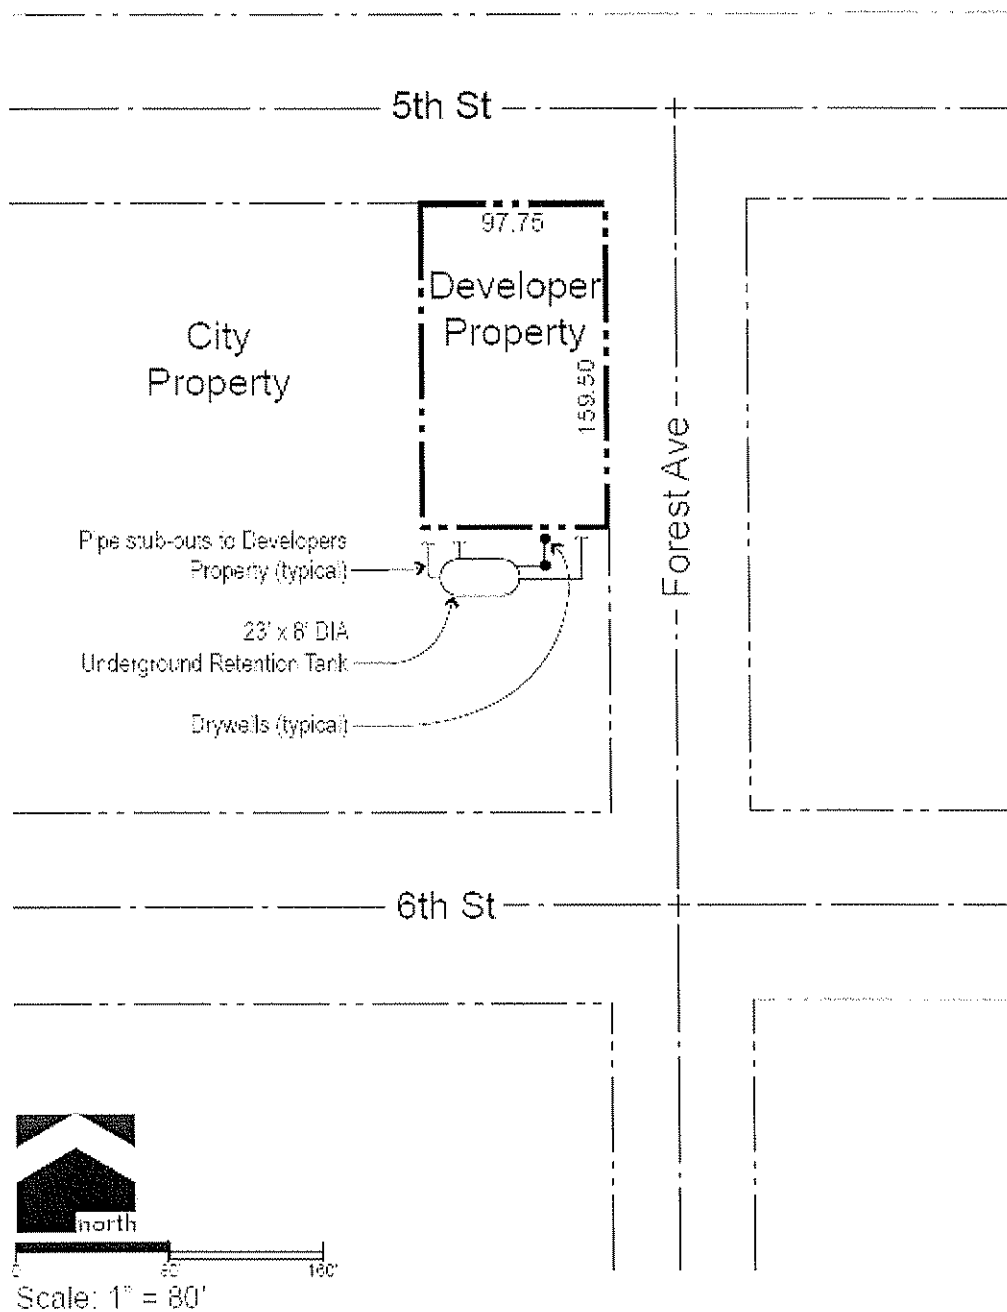 5th St
97.75
Developer
Property
City
Property
159.50
Forest Ave
Pipe stub-outs to Developers
Property (typical)
23' x 8' DIA
Underground Retention Tank
Drywells (typical)
6th St
north
0 80' 160'
Scale: 1" = 80'